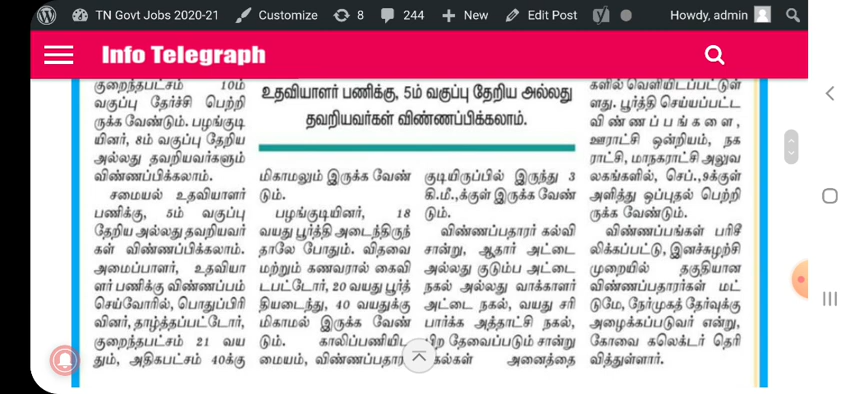 TN Govt Jobs 2020-21 Customize 8 244 New Edit Post Howdy, admin
Info Telegraph
குறைந்தபட்சம் 10ம்
வகுப்பு தேர்ச்சி பெற்றி
ருக்க வேண்டும். பழங்குடி
யினர், 8ம் வகுப்பு தேறிய
அல்லது தவறியவர்களும்
விண்ணப்பிக்கலாம்.
சமையல் உதவியாளர்
பணிக்கு, 5ம் வகுப்பு
தேறிய அல்லது தவறியவர்
கள் விண்ணப்பிக்கலாம்.
அமைப்பாளர், உதவியா
ளர் பணிக்கு விண்ணப்பம்
செய்வோரில், பொதுப்பிரி
வினர், தாழ்த்தப்பட்டோர்,
குறைந்தபட்சம் 21 வய
தும், அதிகபட்சம் 40க்கு
உதவியாளர் பணிக்கு, 5ம் வகுப்பு தேறிய அல்லது
தவறியவர்கள் விண்ணப்பிக்கலாம்.
மிகாமலும் இருக்க வேண்
டும்.
பழங்குடியினர், 18
வயது பூர்த்தி அடைந்திருந்
தாலே போதும். விதவை
மற்றும் கணவரால் கைவி
டபட்டோர், 20 வயது பூர்த்
தியடைந்து, 40 வயதுக்கு
மிகாமல் இருக்க வேண்
டும். காலிப்பணியிட
மையம், விண்ணப்பதார
குடியிருப்பில் இருந்து 3
கி.மீ.,க்குள் இருக்க வேண்
டும்.
விண்ணப்பதாரர் கல்வி
சான்று, ஆதார் அட்டை
அல்லது குடும்ப அட்டை
நகல் அல்லது வாக்காளர்
அட்டை நகல், வயது சரி
பார்க்க அத்தாட்சி நகல்,
பிற தேவைப்படும் சான்று
நகல்கள் அனைத்தை
களில் வெளியிடப்பட்டுள்
ளது. பூர்த்தி செய்யப்பட்ட
விண்ணப்பங்களை,
ஊராட்சி ஒன்றியம், நக
ராட்சி, மாநகராட்சி அலுவ
லகங்களில், செப்.,9க்குள்
அளித்து ஒப்புதல் பெற்றி
ருக்க வேண்டும்.
விண்ணப்பங்கள் பரிசீ
லிக்கப்பட்டு, இனச்சுழற்சி
முறையில் தகுதியான
விண்ணப்பதாரர்கள் மட்
டுமே, நேர்முகத் தேர்வுக்கு
அழைக்கப்படுவர் என்று,
கோவை கலெக்டர் தெரி
வித்துள்ளார்.